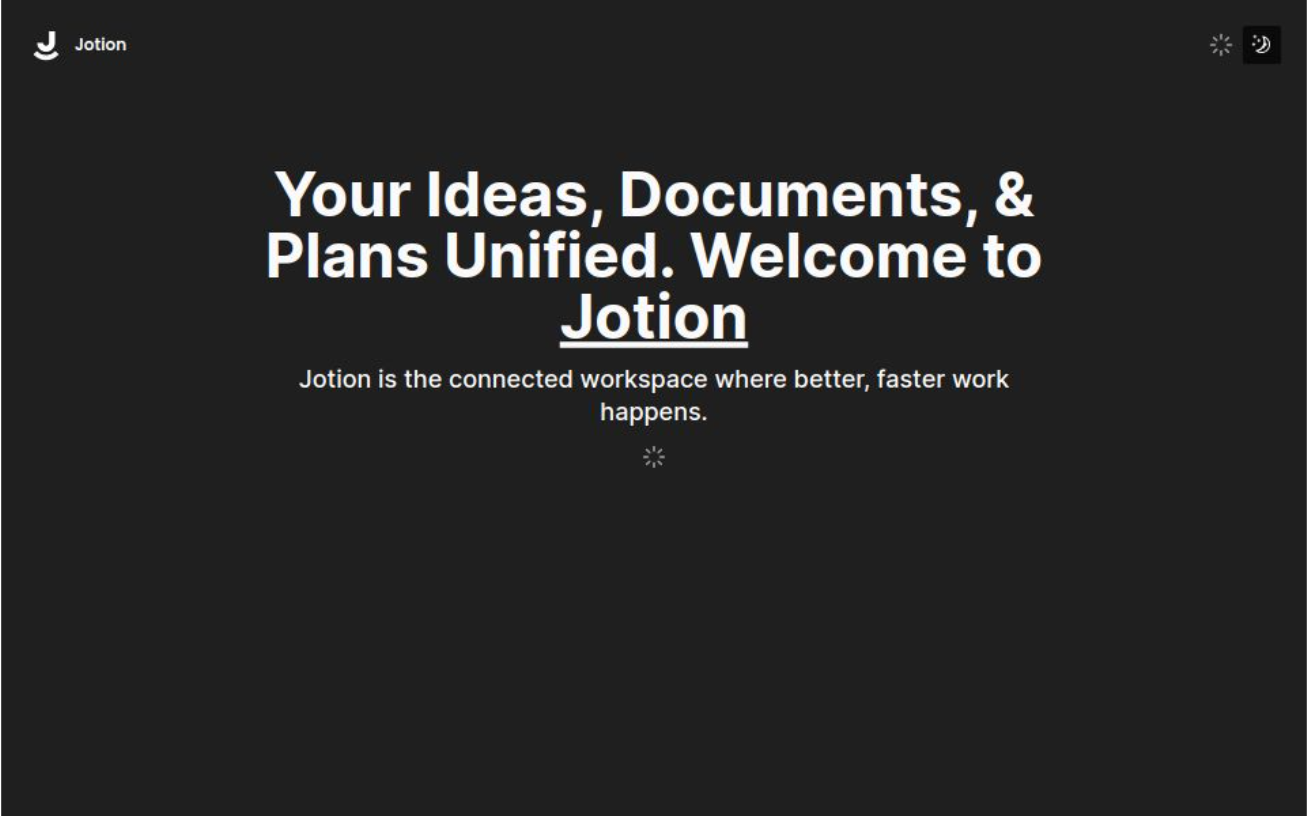 Jotion
Your Ideas, Documents, &
Plans Unified. Welcome to
Jotion
Jotion is the connected workspace where better, faster work
happens.